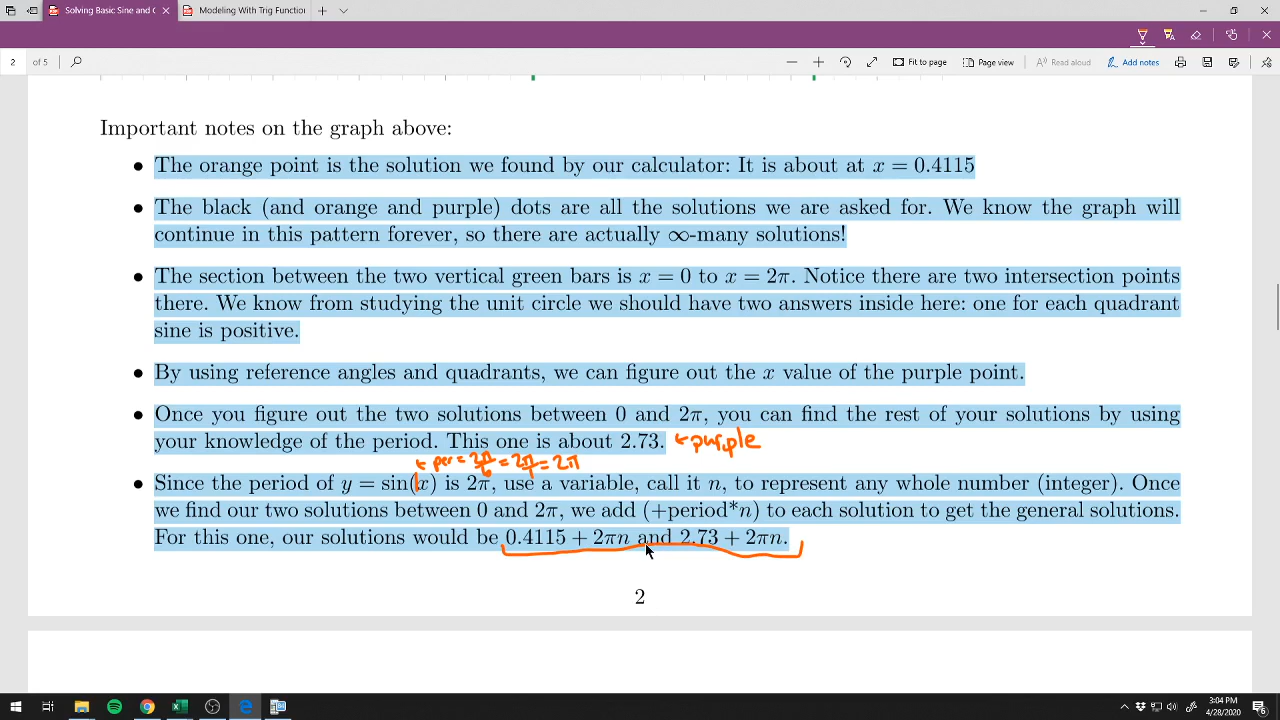 Solving Basic Sine and C
Modeling With Trig Function
2 of 5
Fit to page
Page view
Read aloud
Add notes
Important notes on the graph above:
• The orange point is the solution we found by our calculator: It is about at x = 0.4115
• The black (and orange and purple) dots are all the solutions we are asked for. We know the graph will
continue in this pattern forever, so there are actually ∞-many solutions!
• The section between the two vertical green bars is x = 0 to x = 2π. Notice there are two intersection points
there. We know from studying the unit circle we should have two answers inside here: one for each quadrant
sine is positive.
• By using reference angles and quadrants, we can figure out the x value of the purple point.
• Once you figure out the two solutions between 0 and 2π, you can find the rest of your solutions by using
your knowledge of the period. This one is about 2.73. ← purple
← per = 2π/b = 2π/1 = 2π
• Since the period of y = sin(1x) is 2π, use a variable, call it n, to represent any whole number (integer). Once
we find our two solutions between 0 and 2π, we add (+period*n) to each solution to get the general solutions.
For this one, our solutions would be 0.4115 + 2πn and 2.73 + 2πn.
2
3:04 PM
4/28/2020